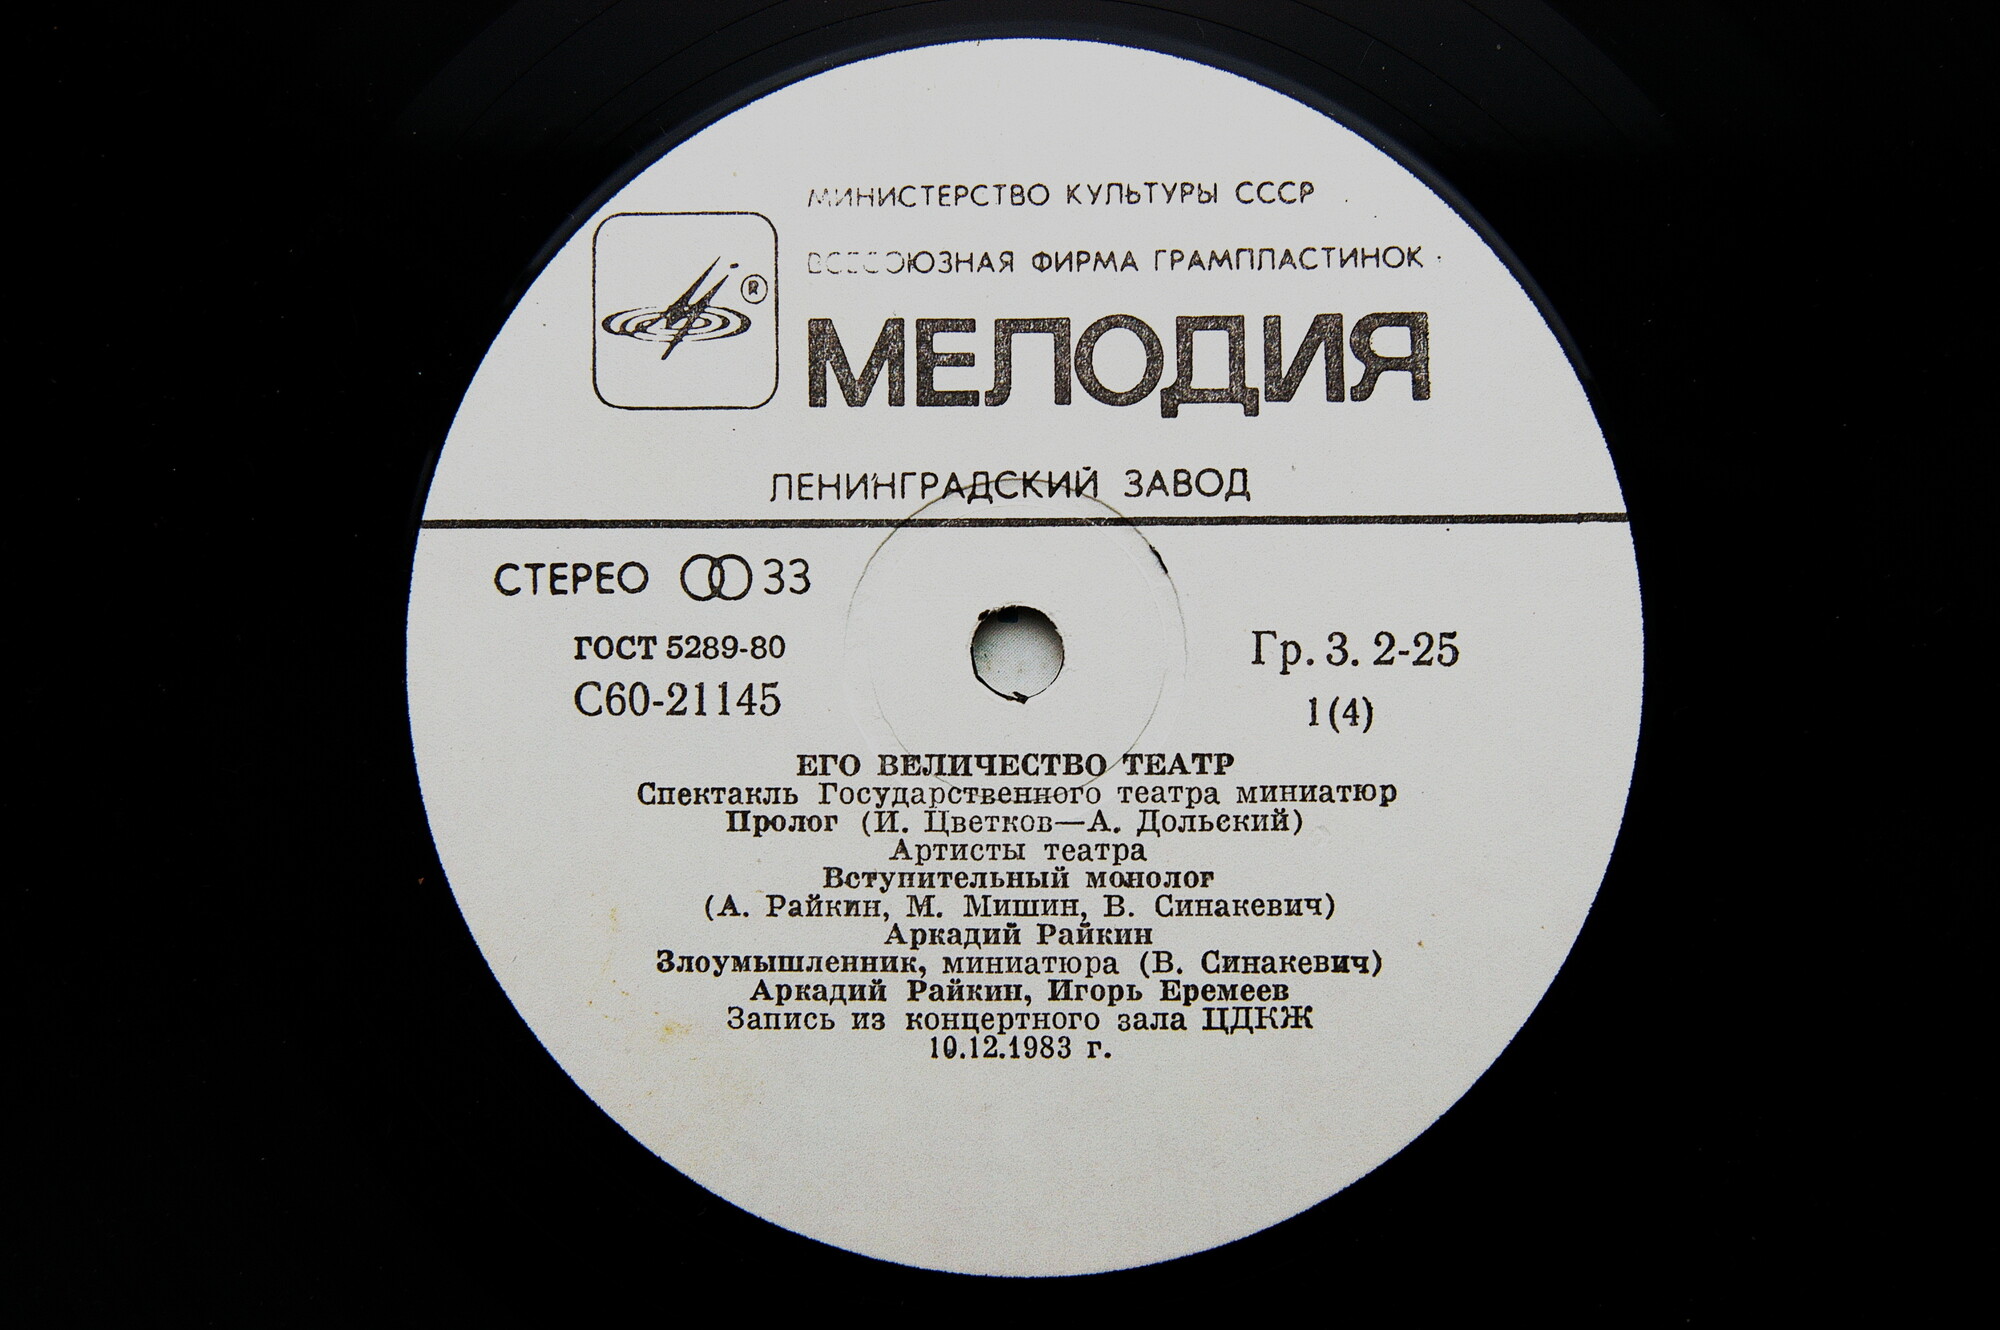 МИНИСТЕРСТВО КУЛЬТУРЫ СССР
ВСЕСОЮЗНАЯ ФИРМА ГРАМПЛАСТИНОК
®
МЕЛОДИЯ
ЛЕНИНГРАДСКИЙ ЗАВОД
СТЕРЕО 33
ГОСТ 5289-80
С60-21145
Гр. 3. 2-25
1(4)
ЕГО ВЕЛИЧЕСТВО ТЕАТР
Спектакль Государственного театра миниатюр
Пролог (И. Цветков—А. Дольский)
Артисты театра
Вступительный монолог
(А. Райкин, М. Мишин, В. Синакевич)
Аркадий Райкин
Злоумышленник, миниатюра (В. Синакевич)
Аркадий Райкин, Игорь Еремеев
Запись из концертного зала ЦДКЖ
10.12.1983 г.